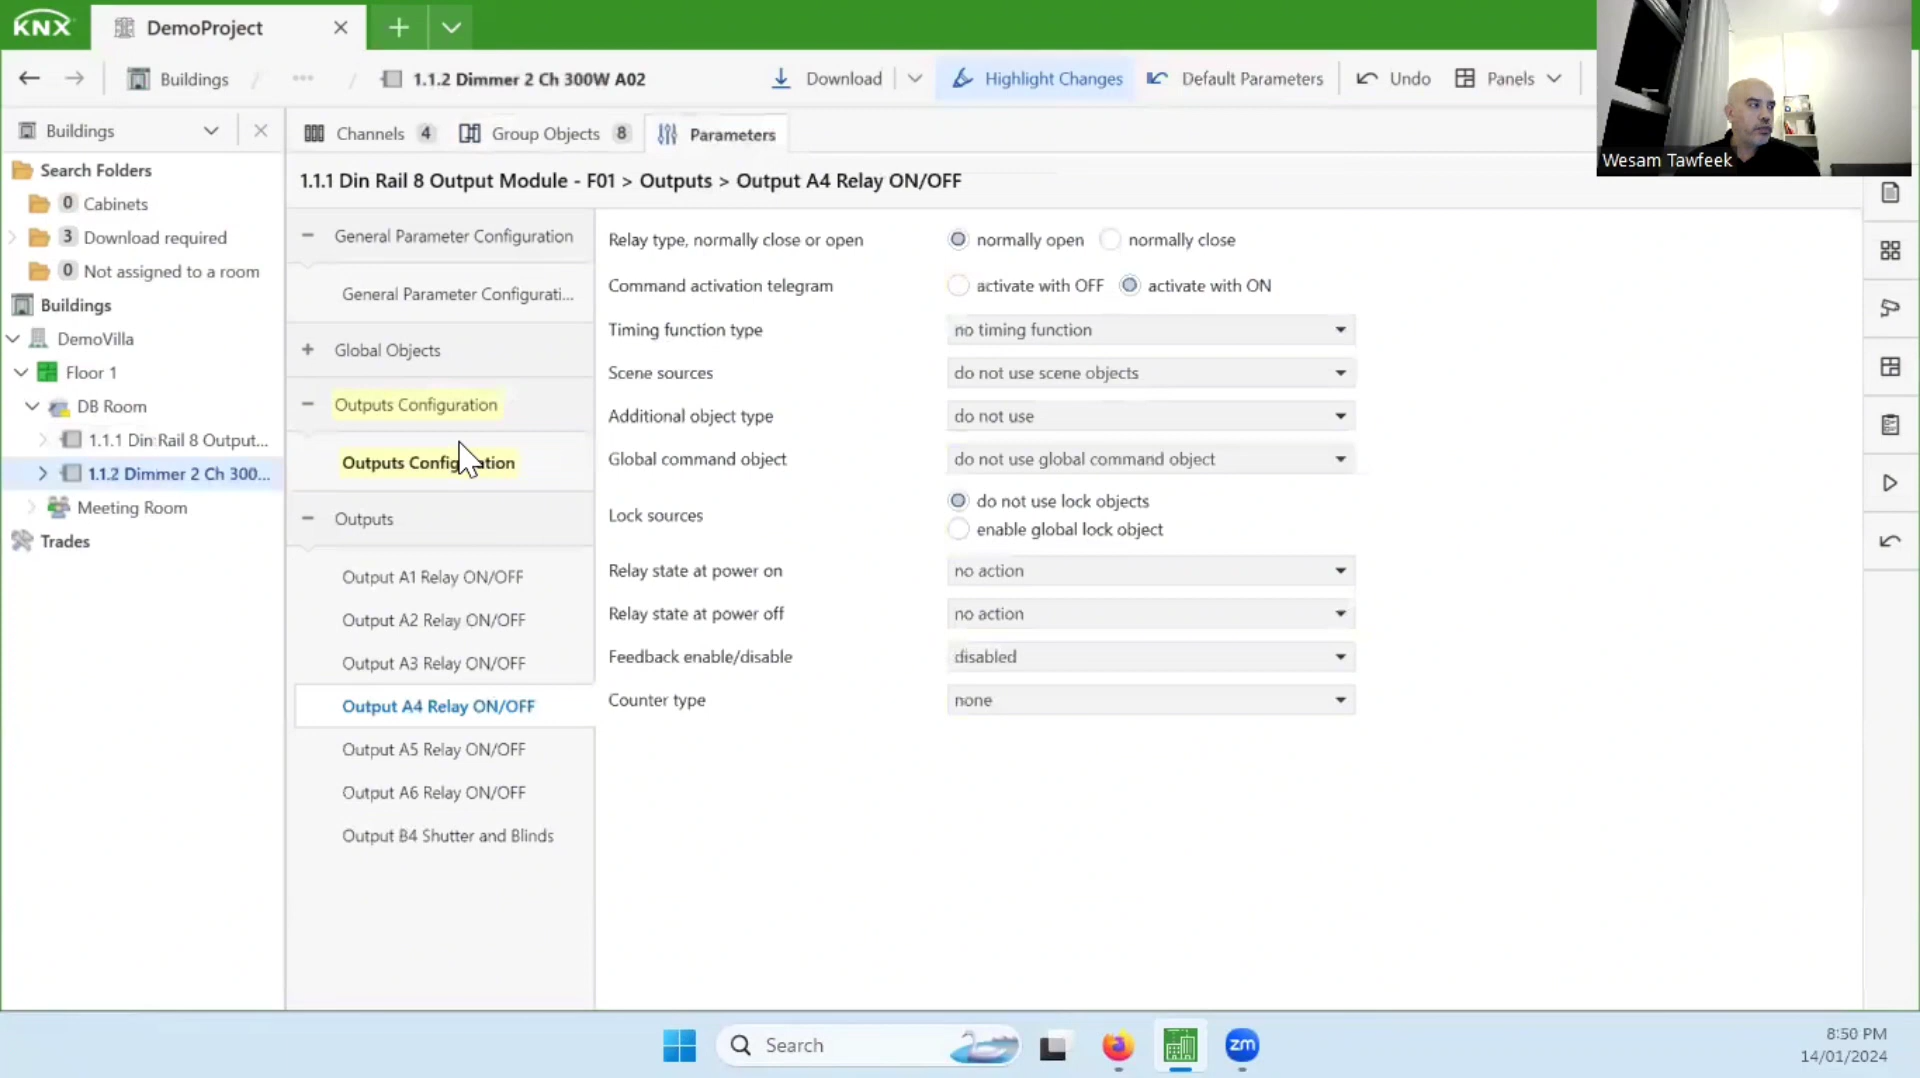 KNX
DemoProject
Buildings / ... / 1.1.2 Dimmer 2 Ch 300W A02
Download
Highlight Changes
Default Parameters
Undo
Panels
Wesam Tawfeek
Buildings
Channels 4
Group Objects 8
Parameters
Search Folders
0 Cabinets
3 Download required
0 Not assigned to a room
Buildings
DemoVilla
Floor 1
DB Room
1.1.1 Din Rail 8 Output...
1.1.2 Dimmer 2 Ch 300...
Meeting Room
Trades
1.1.1 Din Rail 8 Output Module - F01 > Outputs > Output A4 Relay ON/OFF
General Parameter Configuration
General Parameter Configurati...
Global Objects
Outputs Configuration
Outputs Configuration
Outputs
Output A1 Relay ON/OFF
Output A2 Relay ON/OFF
Output A3 Relay ON/OFF
Output A4 Relay ON/OFF
Output A5 Relay ON/OFF
Output A6 Relay ON/OFF
Output B4 Shutter and Blinds
Relay type, normally close or open normally open normally close
Command activation telegram activate with OFF activate with ON
Timing function type no timing function
Scene sources do not use scene objects
Additional object type do not use
Global command object do not use global command object
Lock sources do not use lock objects
enable global lock object
Relay state at power on no action
Relay state at power off no action
Feedback enable/disable disabled
Counter type none
Search
zm
8:50 PM
14/01/2024